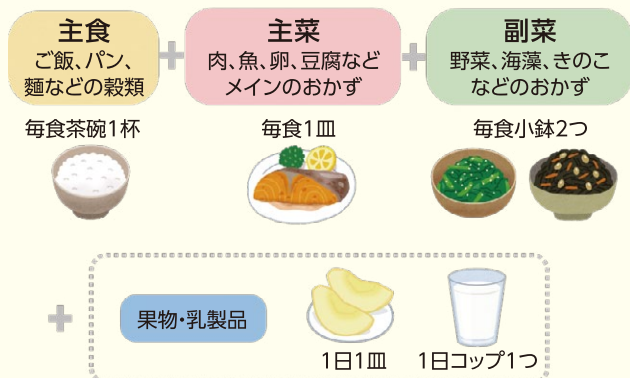 主食
ご飯、パン、
麺などの穀類
毎食茶碗1杯
+
主菜
肉、魚、卵、豆腐など
メインのおかず
毎食1皿
+
副菜
野菜、海藻、きのこ
などのおかず
毎食小鉢2つ
+
果物・乳製品
1日1皿
1日コップ1つ